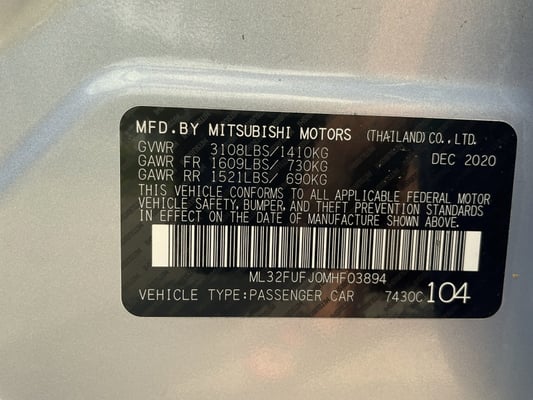 MFD.BY MITSUBISHI MOTORS (THAILAND) CO.,LTD.
GVWR 3108LBS/1410KG DEC 2020
GAWR FR 1609LBS/ 730KG
GAWR RR 1521LBS/ 690KG
THIS VEHICLE CONFORMS TO ALL APPLICABLE FEDERAL MOTOR
VEHICLE SAFETY, BUMPER, AND THEFT PREVENTION STANDARDS
IN EFFECT ON THE DATE OF MANUFACTURE SHOWN ABOVE.
ML32FUFJ0MHF03894
VEHICLE TYPE:PASSENGER CAR 7430C 104